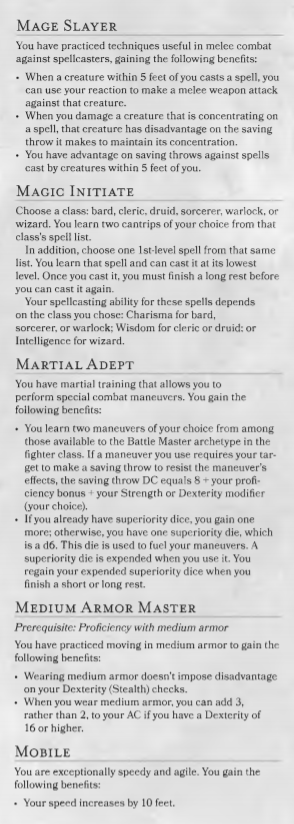 MAGE SLAYER
You have practiced techniques useful in melee combat
against spellcasters, gaining the following benefits:
• When a creature within 5 feet of you casts a spell, you
can use your reaction to make a melee weapon attack
against that creature.
• When you damage a creature that is concentrating on
a spell, that creature has disadvantage on the saving
throw it makes to maintain its concentration.
• You have advantage on saving throws against spells
cast by creatures within 5 feet of you.
MAGIC INITIATE
Choose a class: bard, cleric, druid, sorcerer, warlock, or
wizard. You learn two cantrips of your choice from that
class's spell list.
In addition, choose one 1st-level spell from that same
list. You learn that spell and can cast it at its lowest
level. Once you cast it, you must finish a long rest before
you can cast it again.
Your spellcasting ability for these spells depends
on the class you chose: Charisma for bard,
sorcerer, or warlock; Wisdom for cleric or druid; or
Intelligence for wizard.
MARTIAL ADEPT
You have martial training that allows you to
perform special combat maneuvers. You gain the
following benefits:
• You learn two maneuvers of your choice from among
those available to the Battle Master archetype in the
fighter class. If a maneuver you use requires your tar-
get to make a saving throw to resist the maneuver's
effects, the saving throw DC equals 8 + your profi-
ciency bonus + your Strength or Dexterity modifier
(your choice).
• If you already have superiority dice, you gain one
more; otherwise, you have one superiority die, which
is a d6. This die is used to fuel your maneuvers. A
superiority die is expended when you use it. You
regain your expended superiority dice when you
finish a short or long rest.
MEDIUM ARMOR MASTER
Prerequisite: Proficiency with medium armor
You have practiced moving in medium armor to gain the
following benefits:
• Wearing medium armor doesn't impose disadvantage
on your Dexterity (Stealth) checks.
• When you wear medium armor, you can add 3,
rather than 2, to your AC if you have a Dexterity of
16 or higher.
MOBILE
You are exceptionally speedy and agile. You gain the
following benefits:
• Your speed increases by 10 feet.